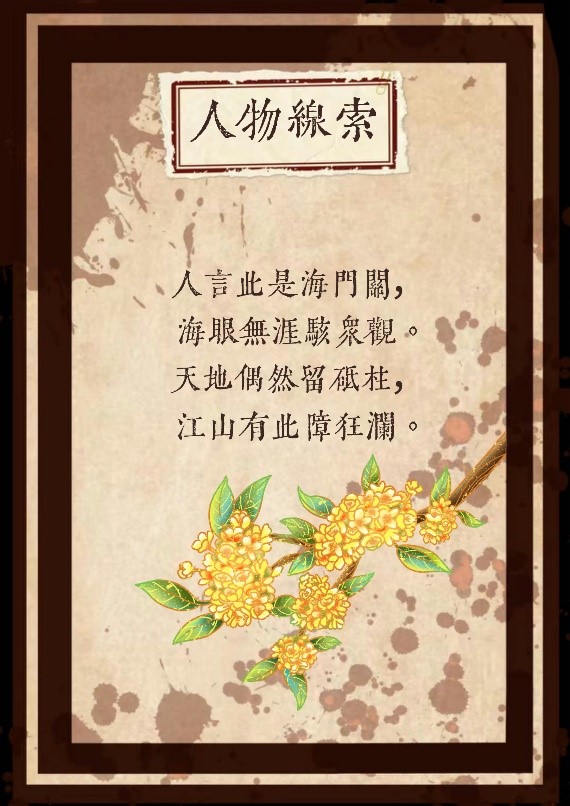 人物線索
人言此是海門關，
海眼無涯駭衆觀。
天地偶然留砥柱，
江山有此障狂瀾。